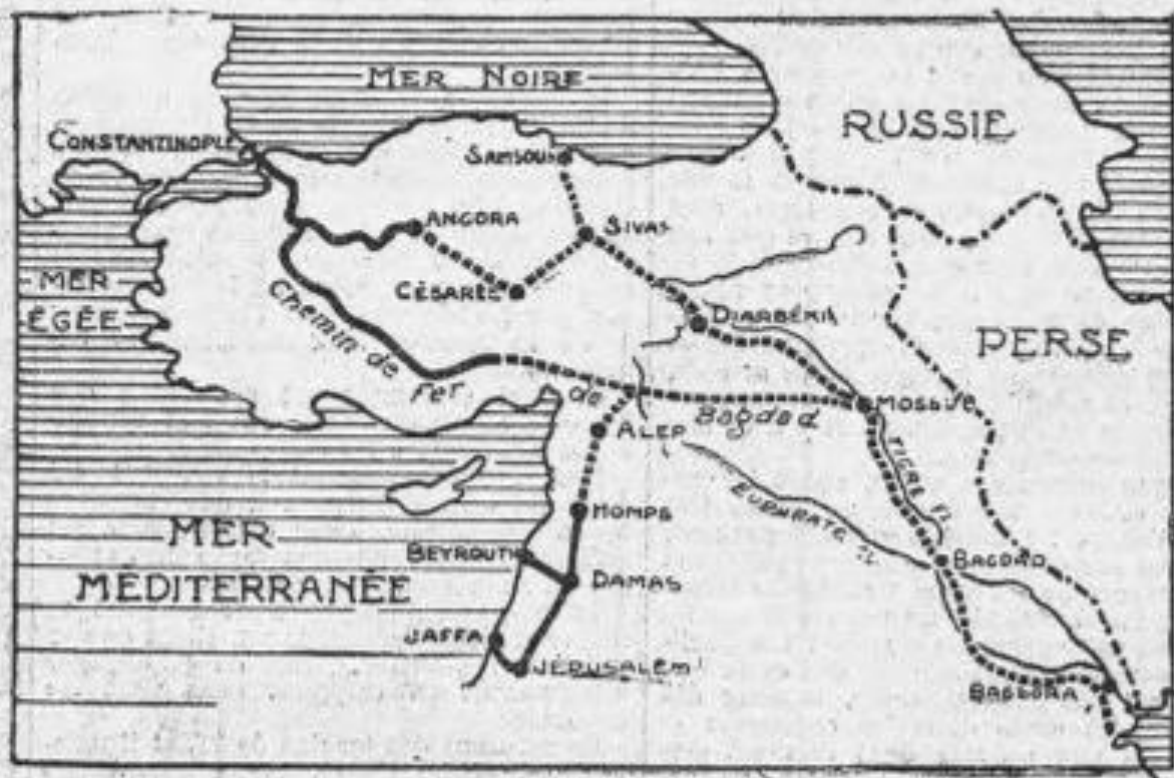 MER NOIRE
RUSSIE
CONSTANTINOPLE
SAMSOUN
ANGORA
SIVAS
MER
ÉGÉE
CÉSARÉE
DIARBÉKIR
PERSE
Chemin de Fer de Bagdad
MOSSUL
ALEP
TIGRE FL.
EUPHRATE FL.
HOMPS
MER
MÉDITERRANÉE
BEYROUTH
BAGDAD
DAMAS
JAFFA
JÉRUSALEM
BASSORA